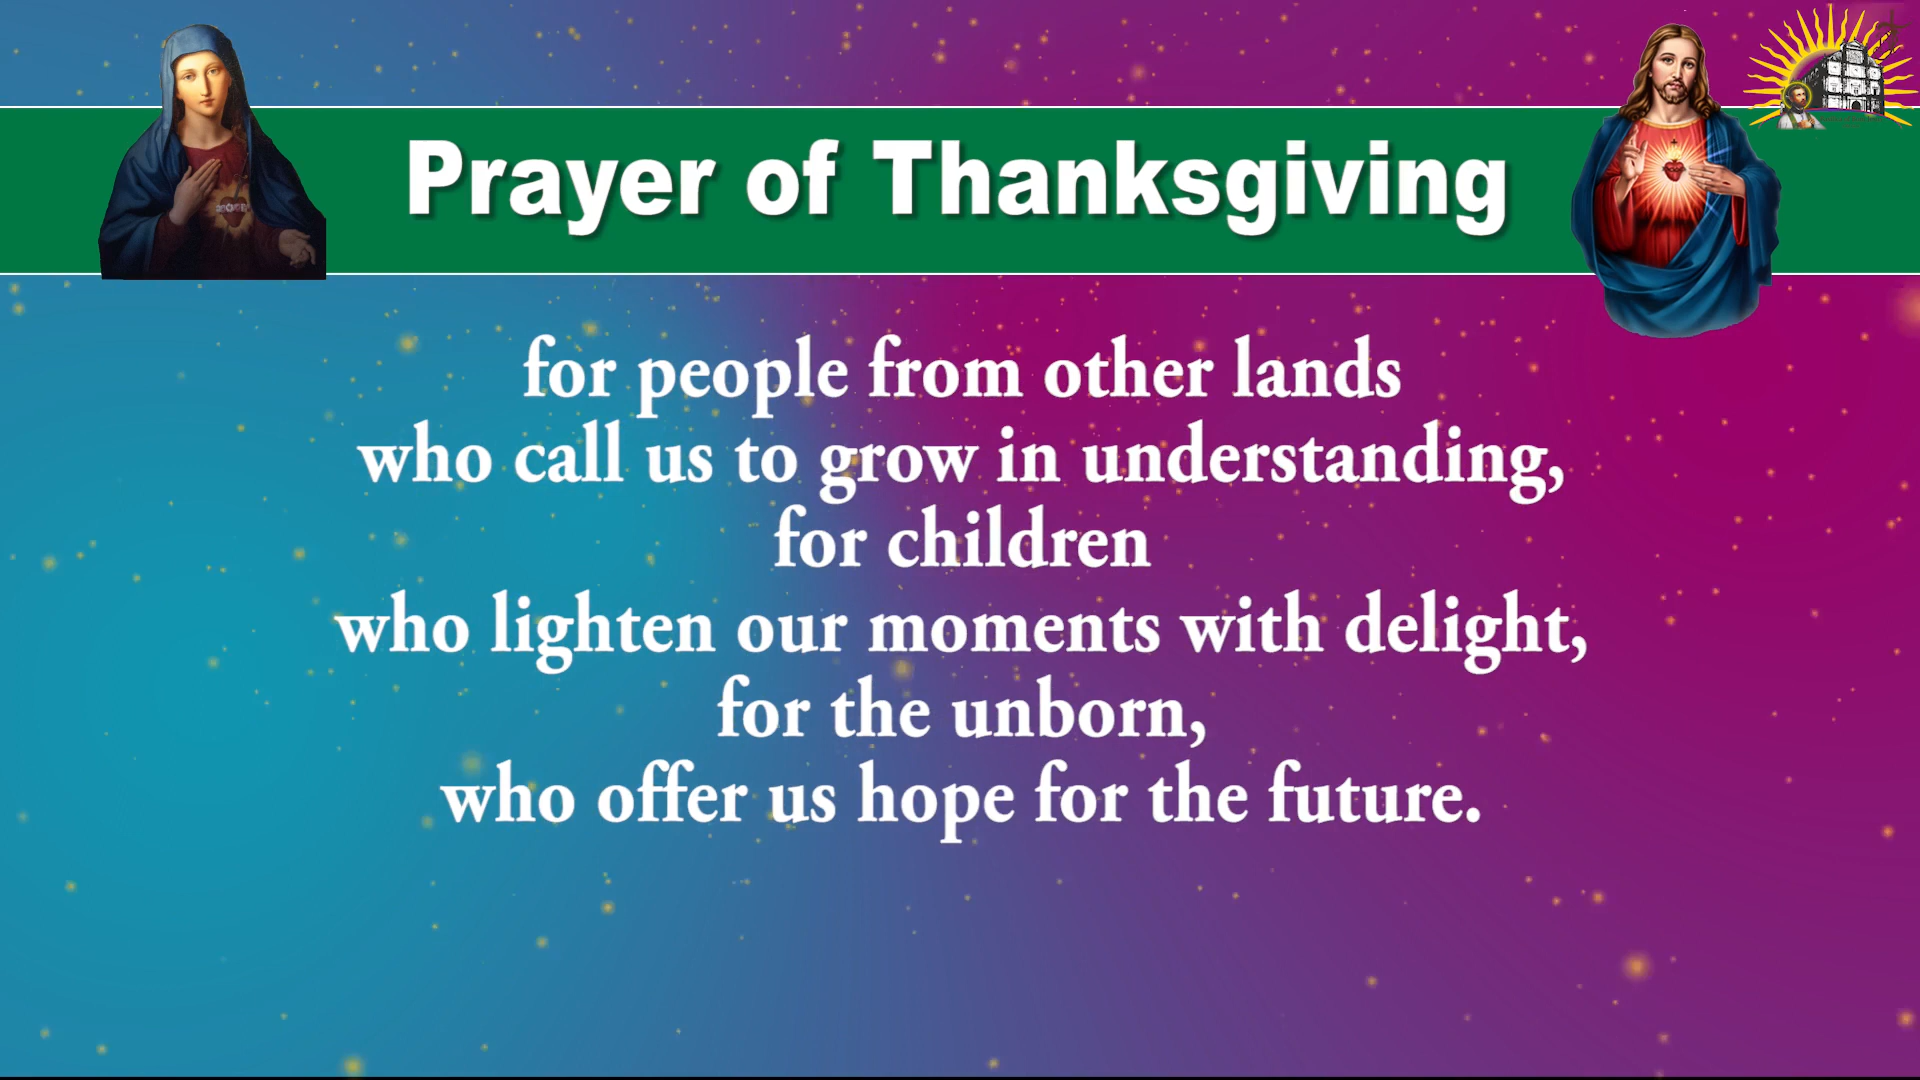 Prayer of Thanksgiving
for people from other lands
who call us to grow in understanding,
for children
who lighten our moments with delight,
for the unborn,
who offer us hope for the future.